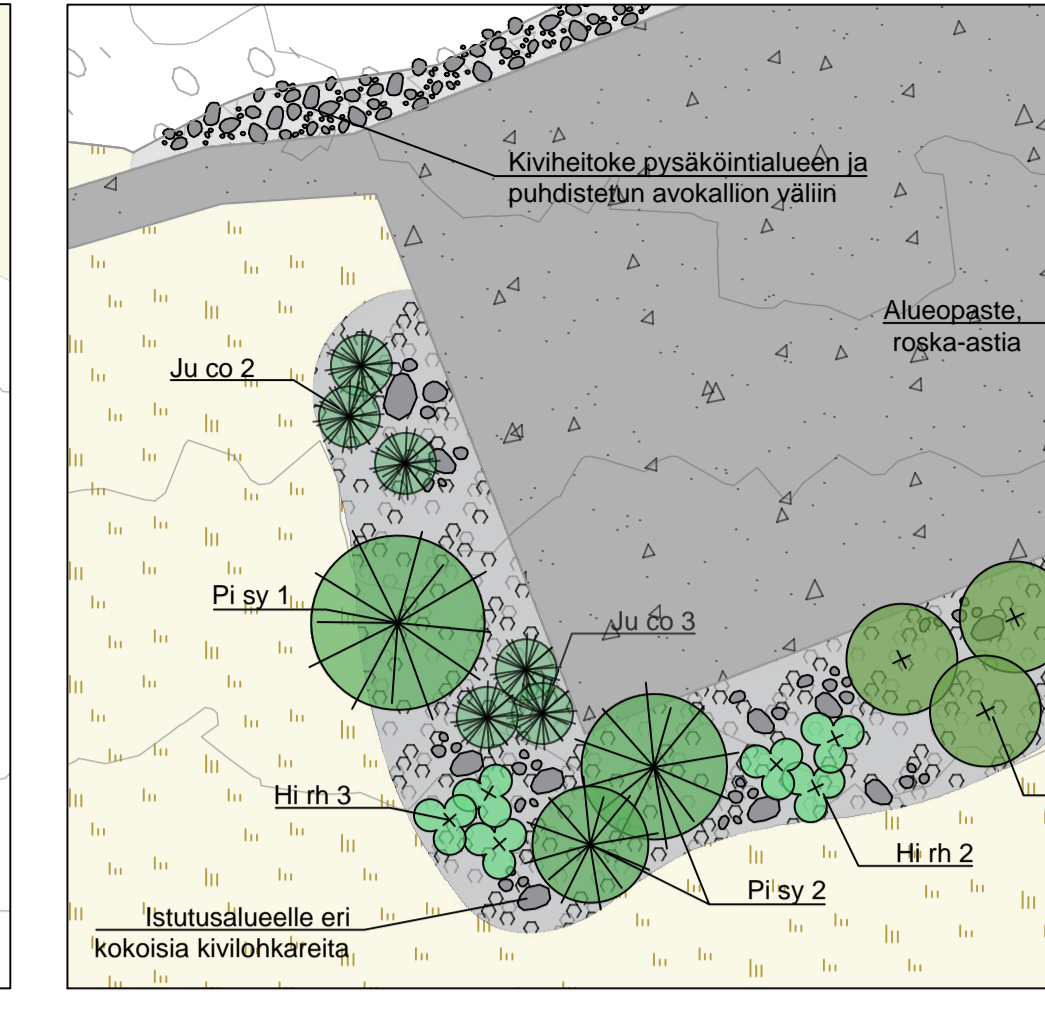 Kiviheitoke pysäköintialueen ja
puhdistetun avokallion väliin
Alueopaste,
roska-astia
Ju co 2
Pi sy 1
Ju co 3
Hi rh 3
Hi rh 2
Pi sy 2
Istutusalueelle eri
kokoisia kivilohkareita